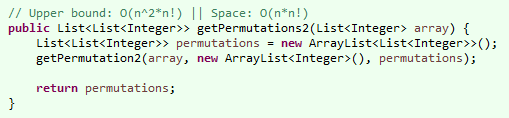 // Upper bound: O(n^2*n!) || Space: O(n*n!)
public List<List<Integer>> getPermutations2(List<Integer> array) {
List<List<Integer>> permutations = new ArrayList<List<Integer>>();
getPermutation2(array, new ArrayList<Integer>(), permutations);
return permutations;
}